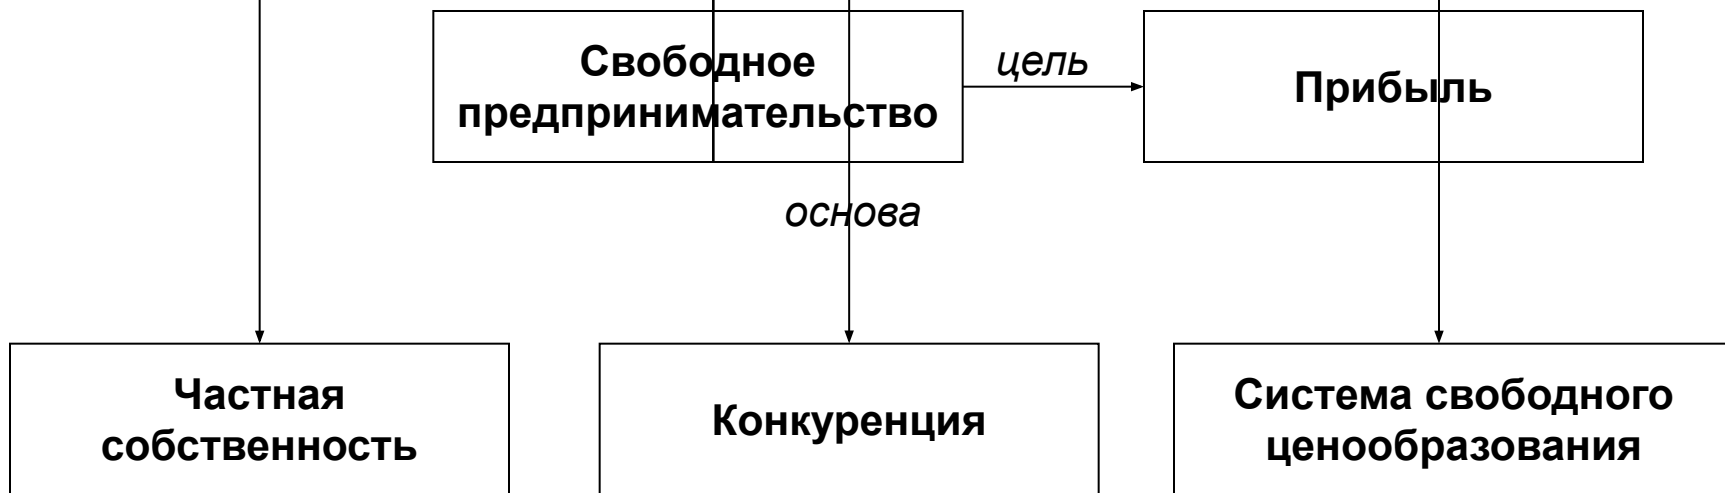 Свободное
предпринимательство
цель
Прибыль
основа
Частная
собственность
Конкуренция
Система свободного
ценообразования